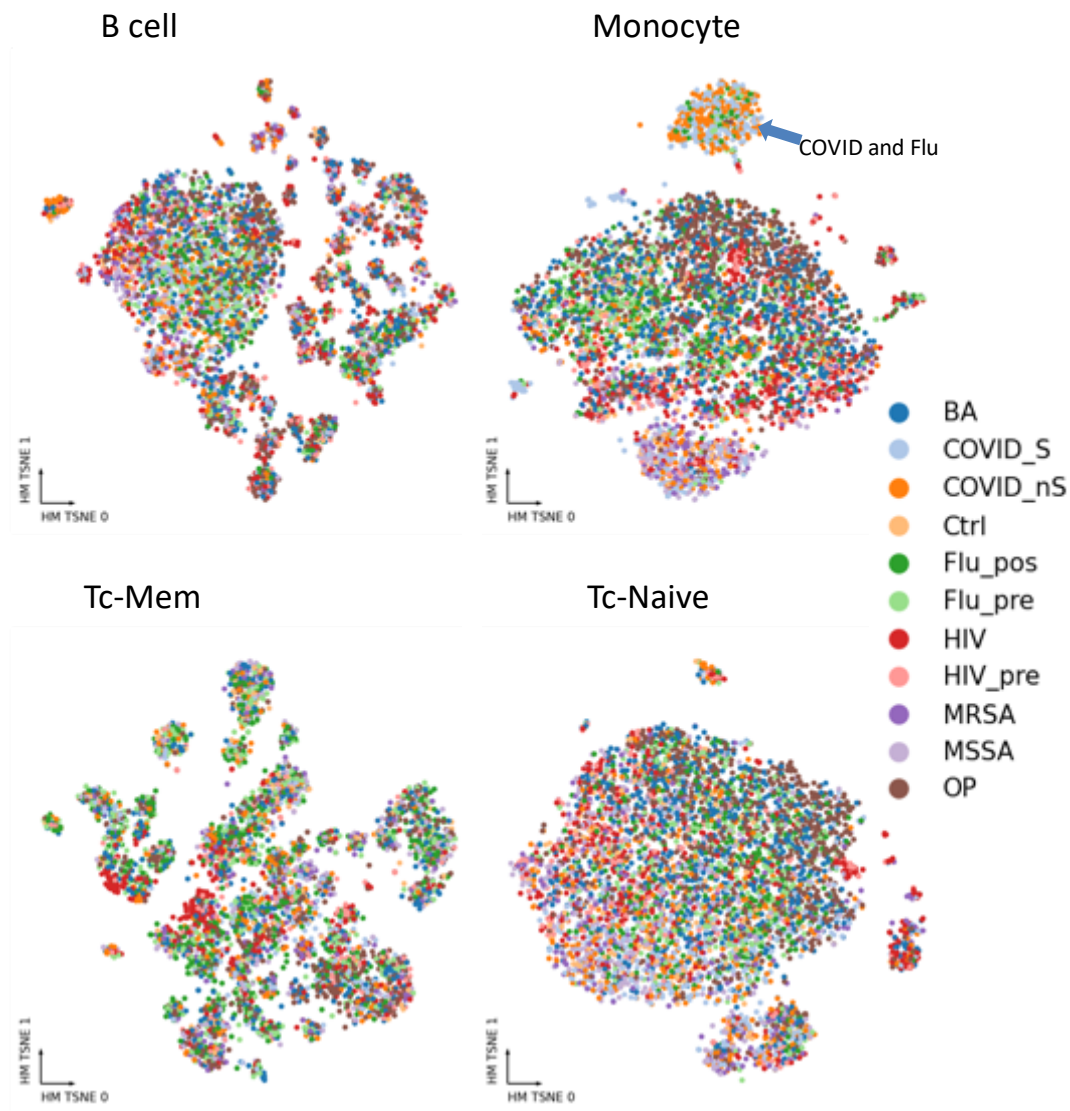 B cell
Monocyte
COVID and Flu
HM TSNE 1
HM TSNE 0
HM TSNE 1
HM TSNE 0
BA
COVID_S
COVID_nS
Ctrl
Flu_pos
Flu_pre
HIV
HIV_pre
MRSA
MSSA
OP
Tc-Mem
Tc-Naive
HM TSNE 1
HM TSNE 0
HM TSNE 1
HM TSNE 0